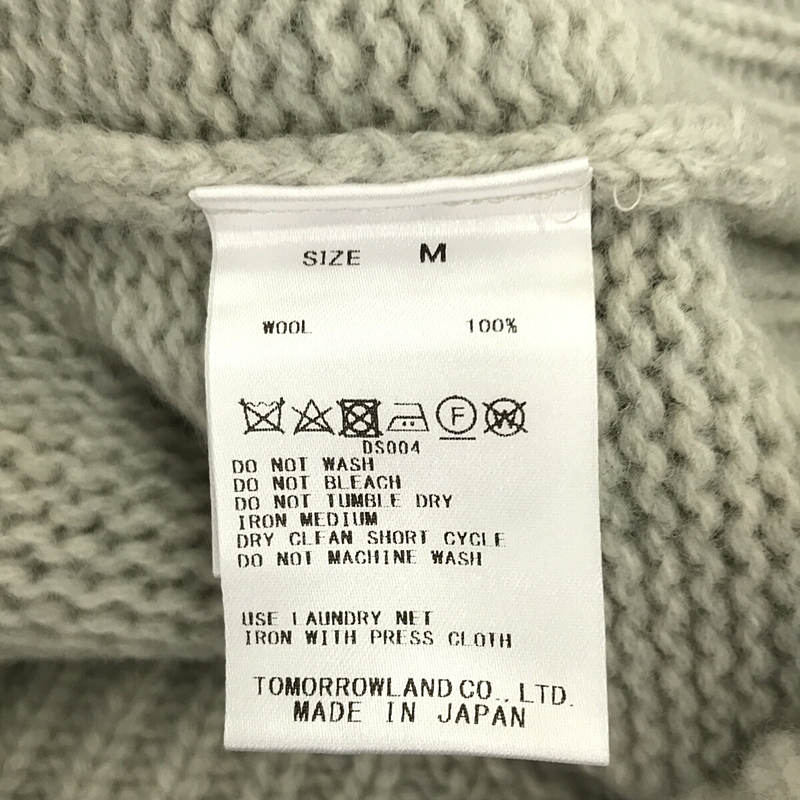 SIZE M
WOOL 100%
F W
DS004
DO NOT WASH
DO NOT BLEACH
DO NOT TUMBLE DRY
IRON MEDIUM
DRY CLEAN SHORT CYCLE
DO NOT MACHINE WASH
USE LAUNDRY NET
IRON WITH PRESS CLOTH
TOMORROWLAND CO., LTD.
MADE IN JAPAN